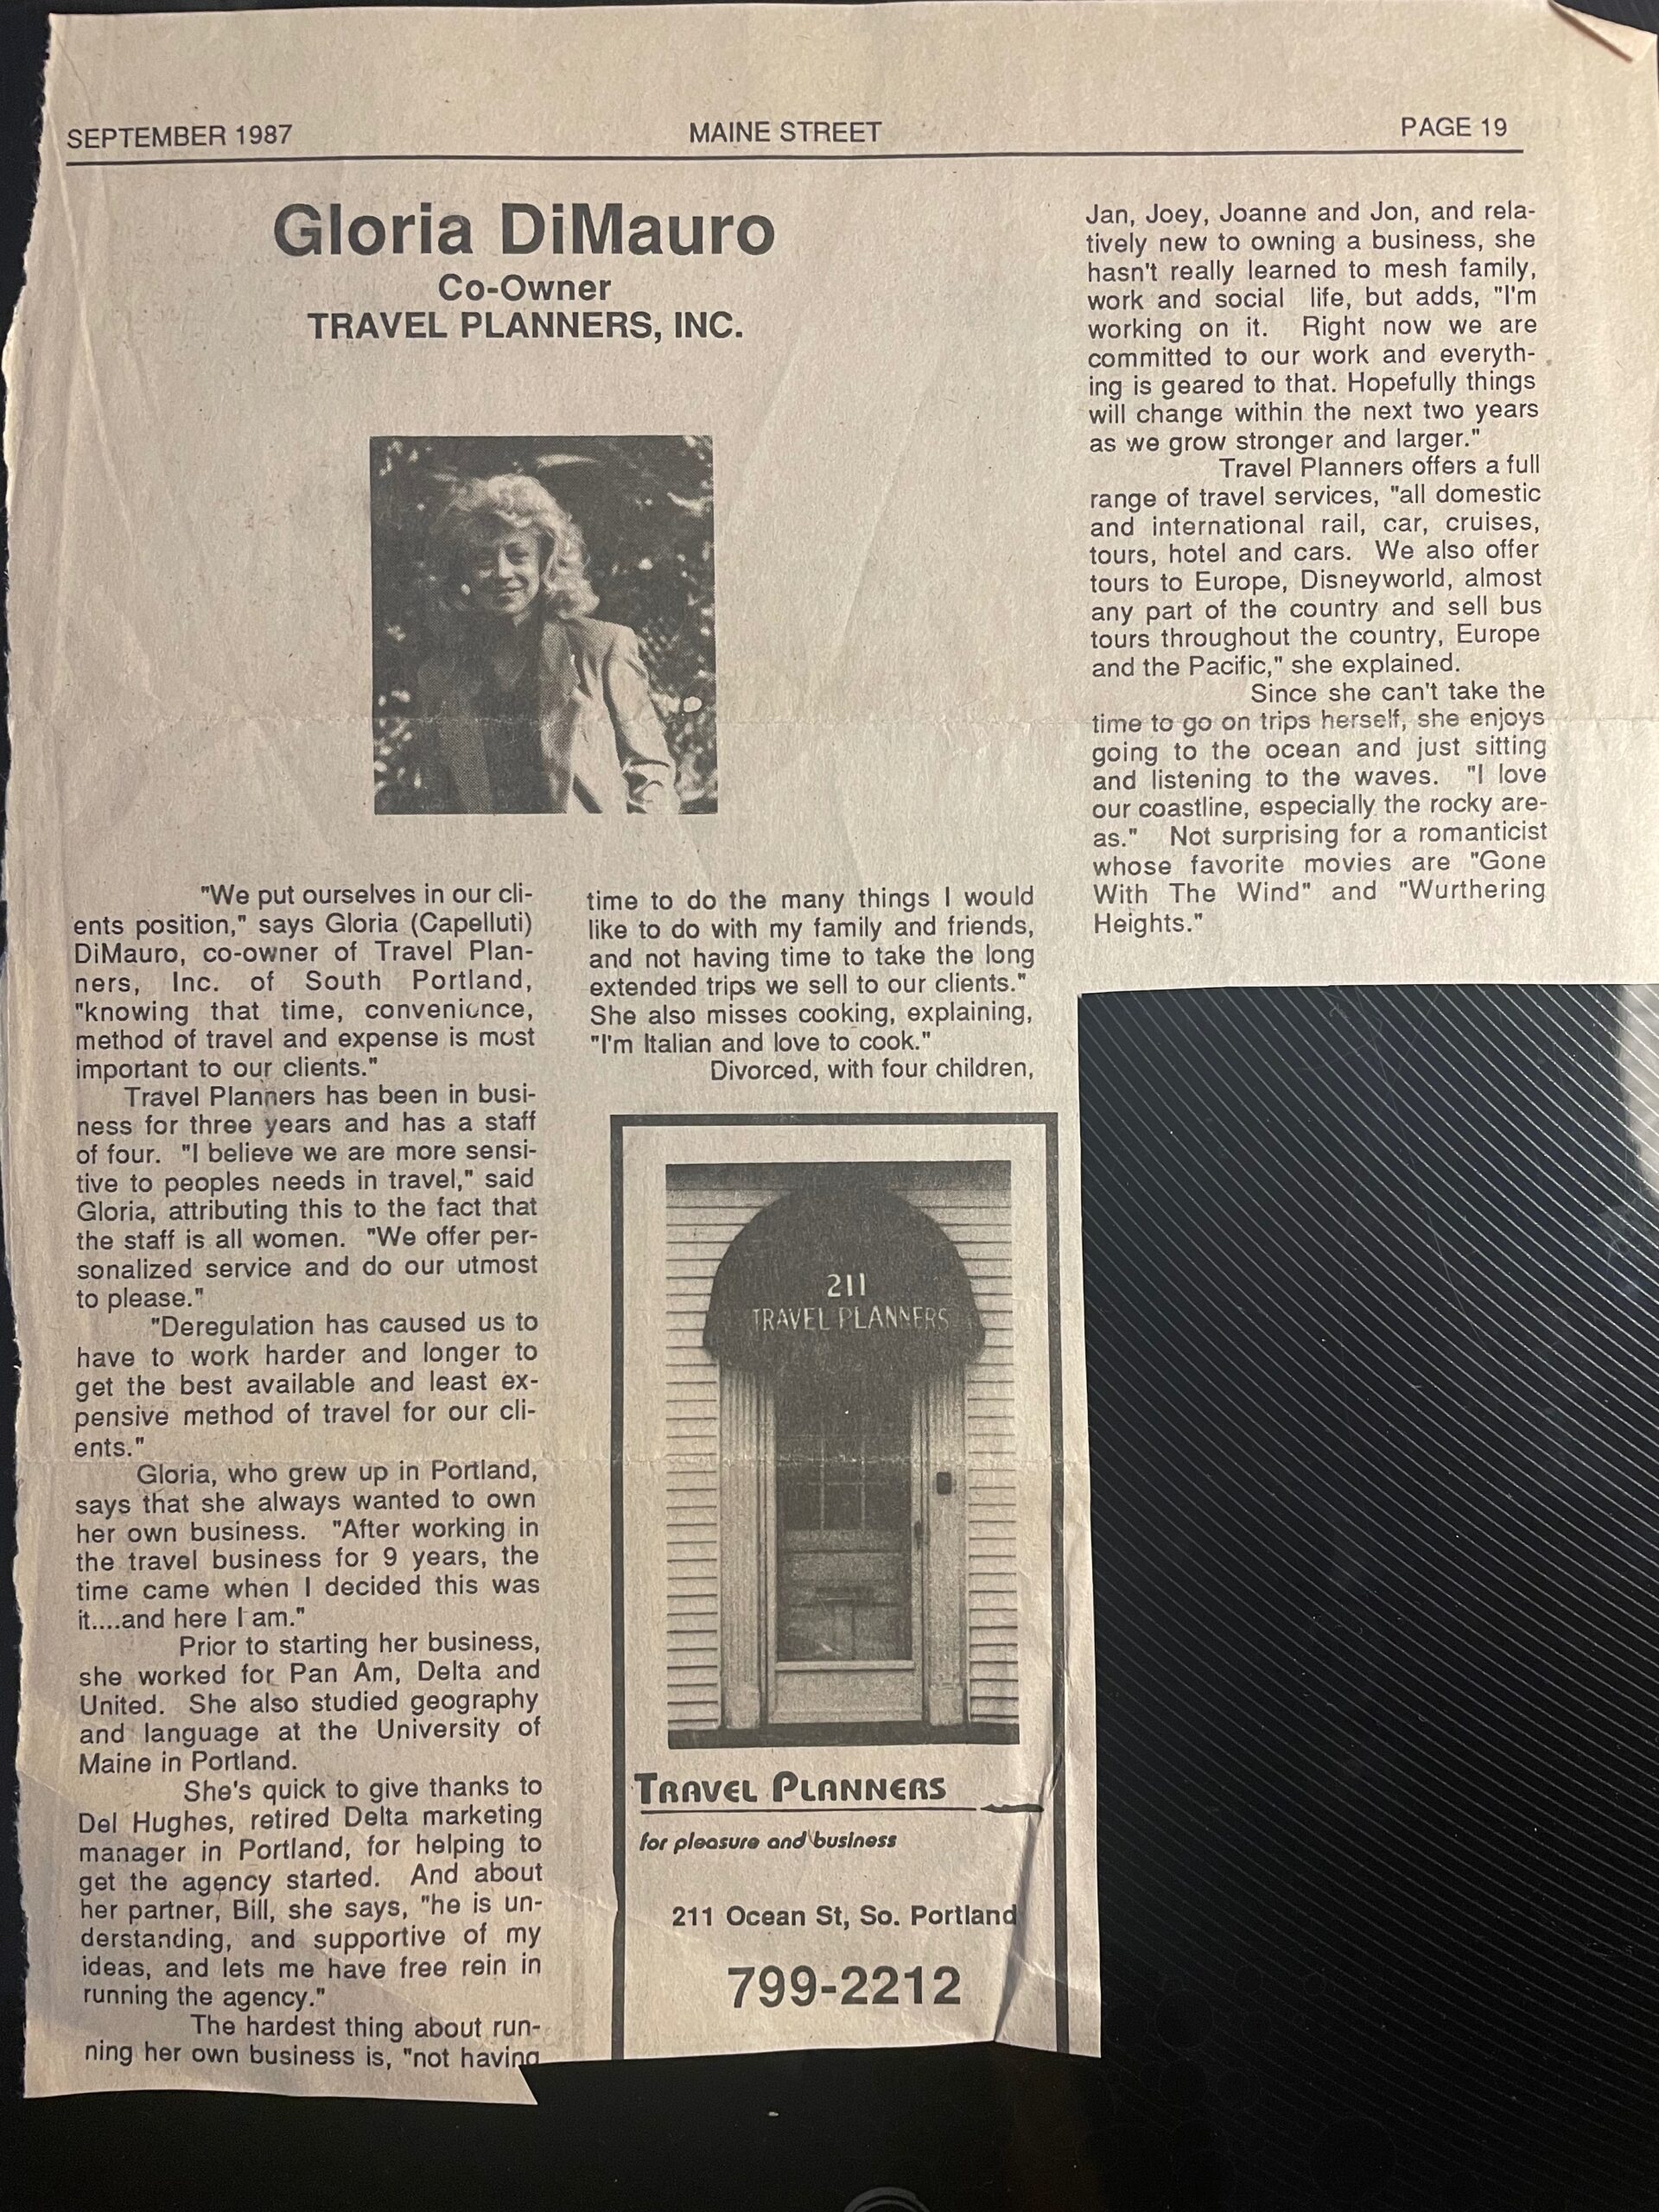 SEPTEMBER 1987
MAINE STREET
PAGE 19
Gloria DiMauro
Co-Owner
TRAVEL PLANNERS, INC.
"We put ourselves in our cli-
ents position," says Gloria (Capelluti)
DiMauro, co-owner of Travel Plan-
ners, Inc. of South Portland,
"knowing that time, convenience,
method of travel and expense is most
important to our clients."
Travel Planners has been in busi-
ness for three years and has a staff
of four. "I believe we are more sensi-
tive to peoples needs in travel," said
Gloria, attributing this to the fact that
the staff is all women. "We offer per-
sonalized service and do our utmost
to please."
"Deregulation has caused us to
have to work harder and longer to
get the best available and least ex-
pensive method of travel for our cli-
ents."
Gloria, who grew up in Portland,
says that she always wanted to own
her own business. "After working in
the travel business for 9 years, the
time came when I decided this was
it....and here I am."
Prior to starting her business,
she worked for Pan Am, Delta and
United. She also studied geography
and language at the University of
Maine in Portland.
She's quick to give thanks to
Del Hughes, retired Delta marketing
manager in Portland, for helping to
get the agency started. And about
her partner, Bill, she says, "he is un-
derstanding, and supportive of my
ideas, and lets me have free rein in
running the agency."
The hardest thing about run-
ning her own business is, "not having
time to do the many things I would
like to do with my family and friends,
and not having time to take the long
extended trips we sell to our clients."
She also misses cooking, explaining,
"I'm Italian and love to cook."
Divorced, with four children,
Jan, Joey, Joanne and Jon, and rela-
tively new to owning a business, she
hasn't really learned to mesh family,
work and social life, but adds, "I'm
working on it. Right now we are
committed to our work and everyth-
ing is geared to that. Hopefully things
will change within the next two years
as we grow stronger and larger."
Travel Planners offers a full
range of travel services, "all domestic
and international rail, car, cruises,
tours, hotel and cars. We also offer
tours to Europe, Disneyworld, almost
any part of the country and sell bus
tours throughout the country, Europe
and the Pacific," she explained.
Since she can't take the
time to go on trips herself, she enjoys
going to the ocean and just sitting
and listening to the waves. "I love
our coastline, especially the rocky are-
as." Not surprising for a romanticist
whose favorite movies are "Gone
With The Wind" and "Wurthering
Heights."
211
TRAVEL PLANNERS
TRAVEL PLANNERS
for pleasure and business
211 Ocean St, So. Portland
799-2212